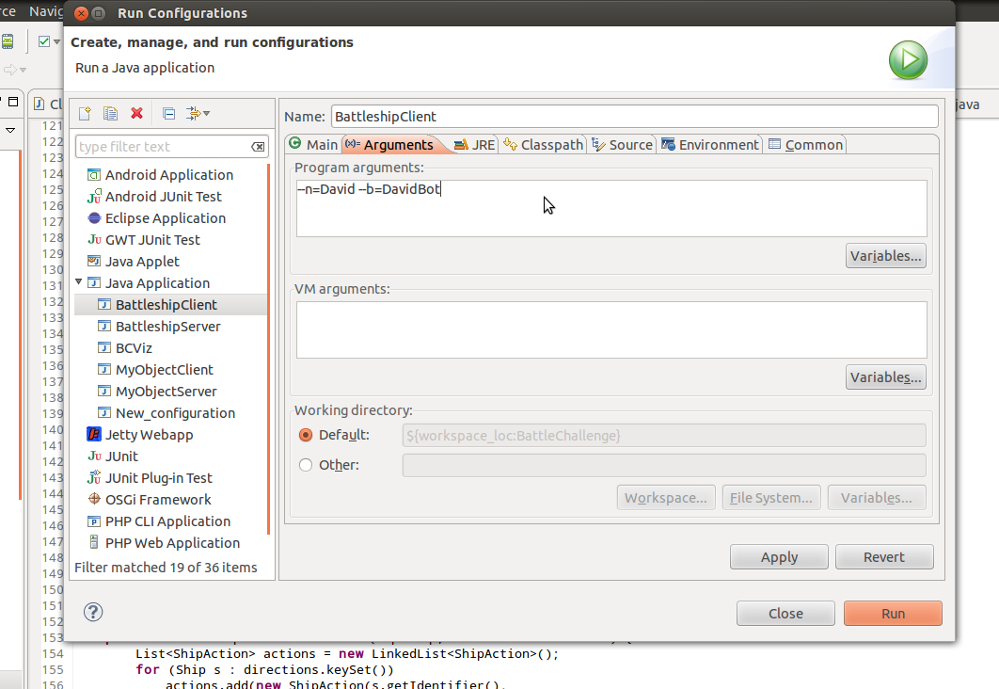 rce Navig
Run Configurations
Create, manage, and run configurations
Run a Java application
Cl
java
Name: BattleshipClient
type filter text
Main (x)= Arguments JRE Classpath Source Environment Common
Android Application
Android JUnit Test
Eclipse Application
GWT JUnit Test
Java Applet
Java Application
BattleshipClient
BattleshipServer
BCViz
MyObjectClient
MyObjectServer
New_configuration
Jetty Webapp
JUnit
JUnit Plug-in Test
OSGi Framework
PHP CLI Application
PHP Web Application
Filter matched 19 of 36 items
Program arguments:
--n=David --b=DavidBot
Variables...
VM arguments:
Variables...
Working directory:
Default: ${workspace_loc:BattleChallenge}
Other:
Workspace... File System... Variables...
Apply Revert
Close Run
121
122
123
124
125
126
127
128
129
130
131
132
133
134
135
136
137
138
139
140
141
142
143
144
145
146
147
148
149
150
151
152
153
154 List<ShipAction> actions = new LinkedList<ShipAction>();
155 for (Ship s : directions.keySet())
156 actions.add(new ShipAction(s.getIdentifier(),